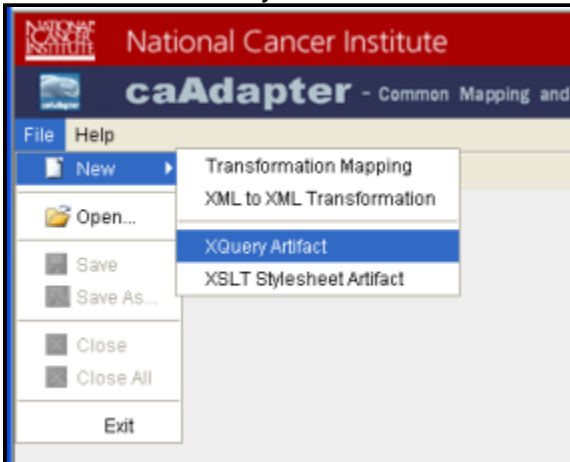 NATIONAL
CANCER
INSTITUTE
National Cancer Institute
caAdapter - Common Mapping and
File Help
New
Transformation Mapping
XML to XML Transformation
Open...
XQuery Artifact
Save
XSLT Stylesheet Artifact
Save As...
Close
Close All
Exit